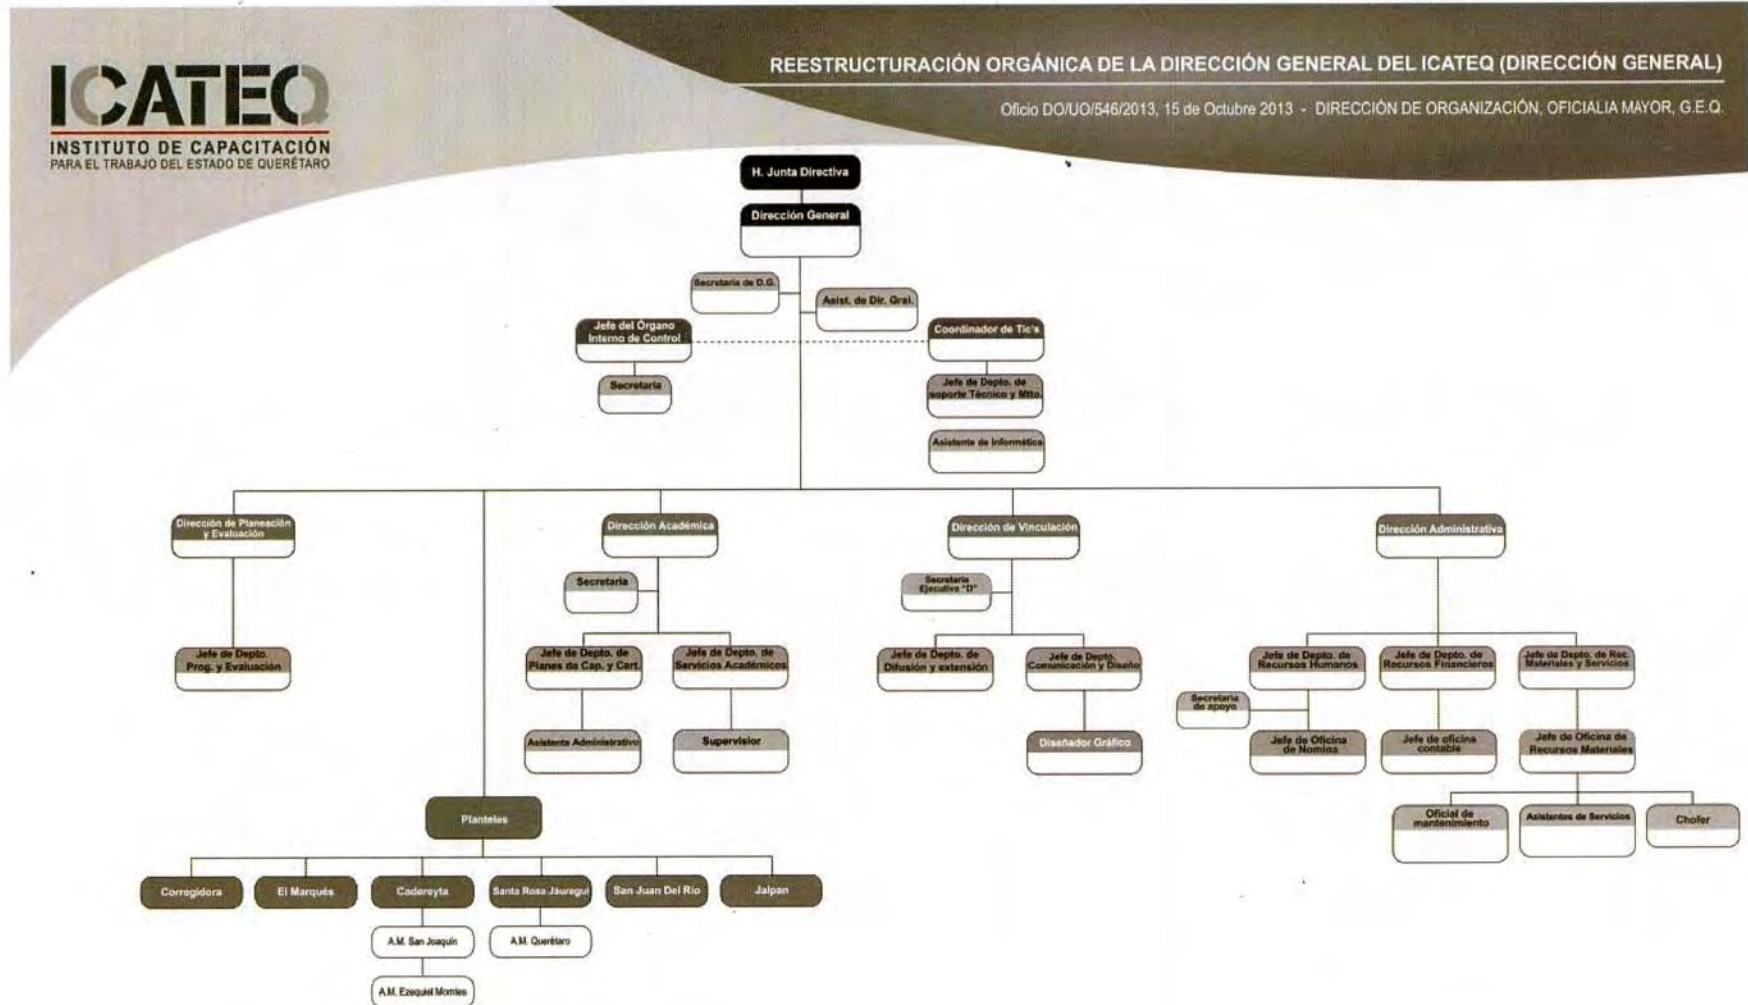 ICATEQ
INSTITUTO DE CAPACITACIÓN
PARA EL TRABAJO DEL ESTADO DE QUERÉTARO
REESTRUCTURACIÓN ORGÁNICA DE LA DIRECCIÓN GENERAL DEL ICATEQ (DIRECCIÓN GENERAL)
Oficio DO/UO/546/2013, 15 de Octubre 2013 - DIRECCIÓN DE ORGANIZACIÓN, OFICIALIA MAYOR, G.E.Q.
H. Junta Directiva
Dirección General
Secretaria de D.G.
Asist. de Dir. Gral.
Jefe del Órgano
Interno de Control
Coordinador de Tic's
Secretaria
Jefe de Depto. de
soporte Técnico y Mtto.
Asistente de Informática
Dirección de Planeación
y Evaluación
Dirección Académica
Dirección de Vinculación
Dirección Administrativa
Secretaria
Secretaria
Ejecutiva "D"
Jefe de Depto.
Prog. y Evaluación
Jefe de Depto. de
Planes de Cap. y Cert.
Jefe de Depto. de
Servicios Académicos
Jefe de Depto. de
Difusión y extensión
Jefe de Depto.
Comunicación y Diseño
Jefe de Depto. de
Recursos Humanos
Jefe de Depto. de
Recursos Financieros
Jefe de Depto. de Rec.
Materiales y Servicios
Secretaria
de apoyo
Asistente Administrativo
Supervisior
Diseñador Gráfico
Jefe de Oficina
de Nomina
Jefe de oficina
contable
Jefe de Oficina de
Recursos Materiales
Planteles
Oficial de
mantenimiento
Asistentes de Servicios
Chofer
Corregidora
El Marqués
Cadereyta
Santa Rosa Jáuregui
San Juan Del Río
Jalpan
A.M. San Joaquín
A.M. Querétaro
A.M. Ezequiel Montes